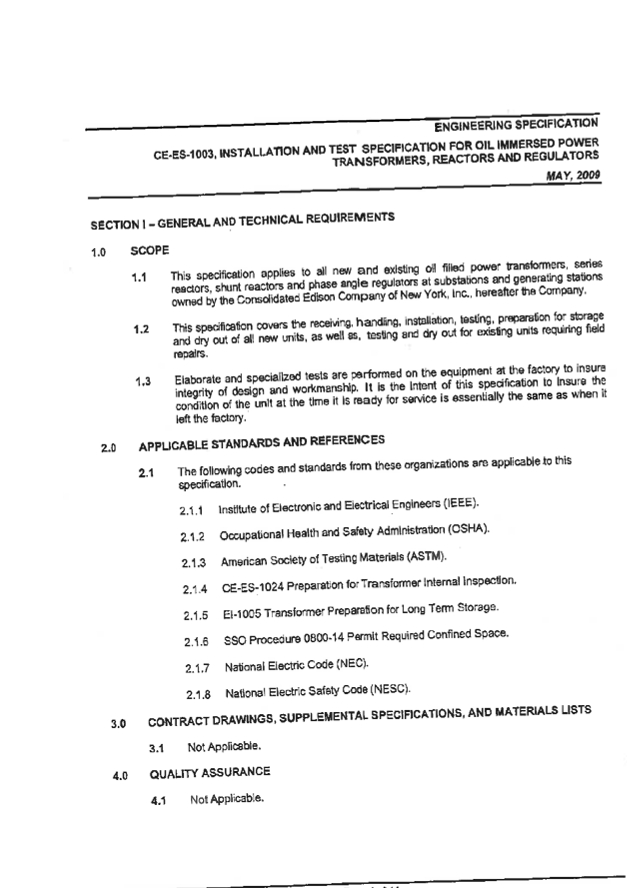 ENGINEERING SPECIFICATION
CE-ES-1003, INSTALLATION AND TEST SPECIFICATION FOR OIL IMMERSED POWER
TRANSFORMERS, REACTORS AND REGULATORS
MAY, 2009
SECTION I – GENERAL AND TECHNICAL REQUIREMENTS
1.0 SCOPE
1.1 This specification applies to all new and existing oil filled power transformers, series
reactors, shunt reactors and phase angle regulators at substations and generating stations
owned by the Consolidated Edison Company of New York, Inc., hereafter the Company.
1.2 This specification covers the receiving, handling, installation, testing, preparation for storage
and dry out of all new units, as well as, testing and dry out for existing units requiring field
repairs.
1.3 Elaborate and specialized tests are performed on the equipment at the factory to insure
integrity of design and workmanship. It is the intent of this specification to insure the
condition of the unit at the time it is ready for service is essentially the same as when it
left the factory.
2.0 APPLICABLE STANDARDS AND REFERENCES
2.1 The following codes and standards from these organizations are applicable to this
specification.
2.1.1 Institute of Electronic and Electrical Engineers (IEEE).
2.1.2 Occupational Health and Safety Administration (OSHA).
2.1.3 American Society of Testing Materials (ASTM).
2.1.4 CE-ES-1024 Preparation for Transformer Internal Inspection.
2.1.5 EI-1005 Transformer Preparation for Long Term Storage.
2.1.6 SSO Procedure 0800-14 Permit Required Confined Space.
2.1.7 National Electric Code (NEC).
2.1.8 National Electric Safety Code (NESC).
3.0 CONTRACT DRAWINGS, SUPPLEMENTAL SPECIFICATIONS, AND MATERIALS LISTS
3.1 Not Applicable.
4.0 QUALITY ASSURANCE
4.1 Not Applicable.